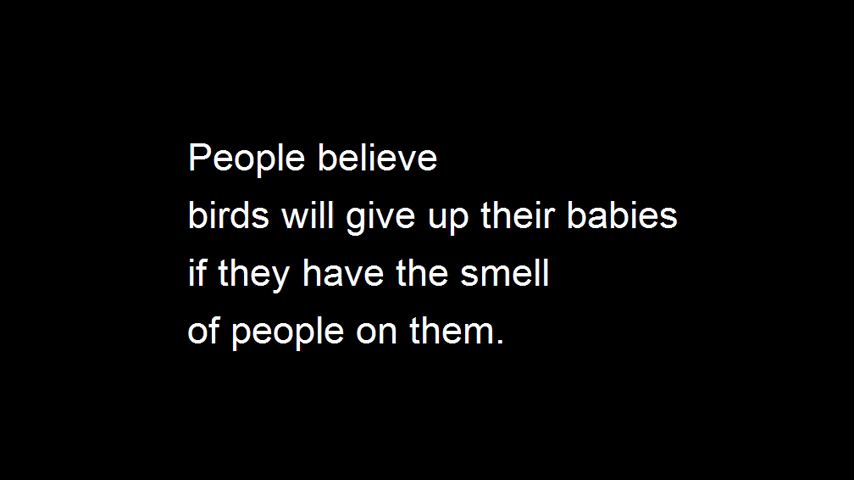 People believe
birds will give up their babies
if they have the smell
of people on them.